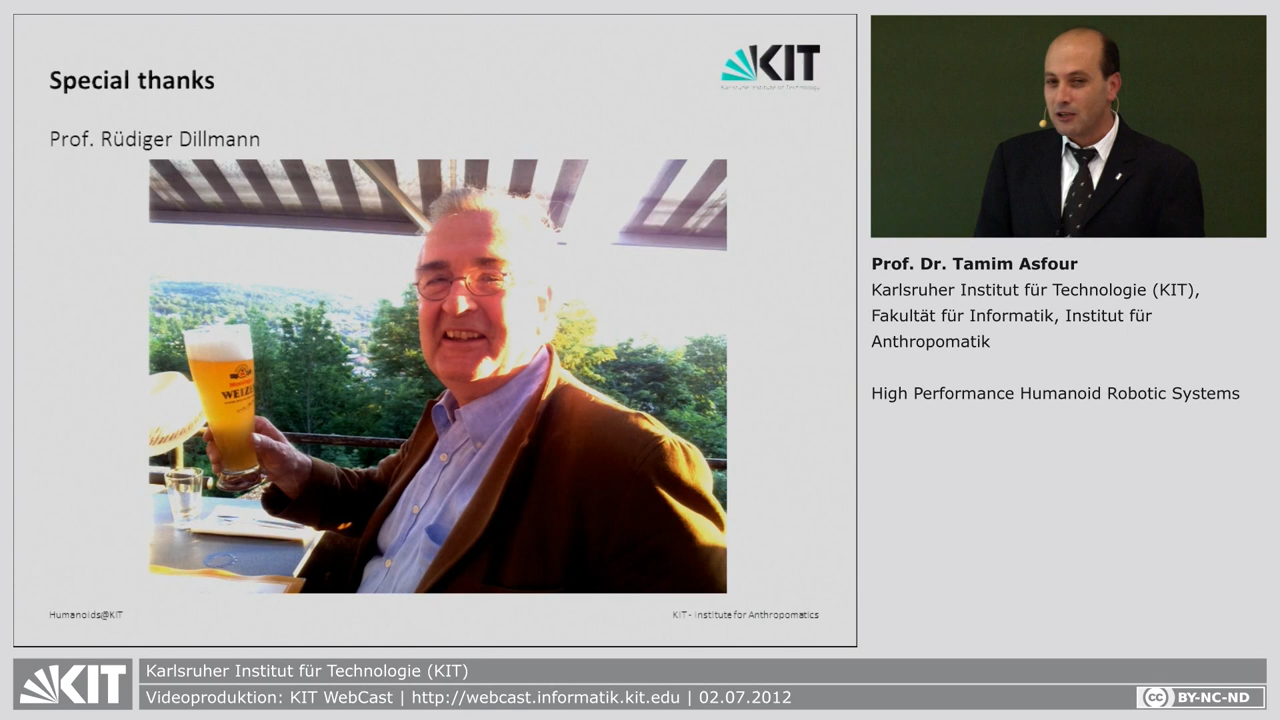 Special thanks
KIT
Karlsruhe Institute of Technology
Prof. Rüdiger Dillmann
WEIZEN
Humanoids@KIT
KIT - Institute for Anthropomatics
Prof. Dr. Tamim Asfour
Karlsruher Institut für Technologie (KIT),
Fakultät für Informatik, Institut für
Anthropomatik
High Performance Humanoid Robotic Systems
KIT
Karlsruher Institut für Technologie (KIT)
Videoproduktion: KIT WebCast | http://webcast.informatik.kit.edu | 02.07.2012
cc BY-NC-ND